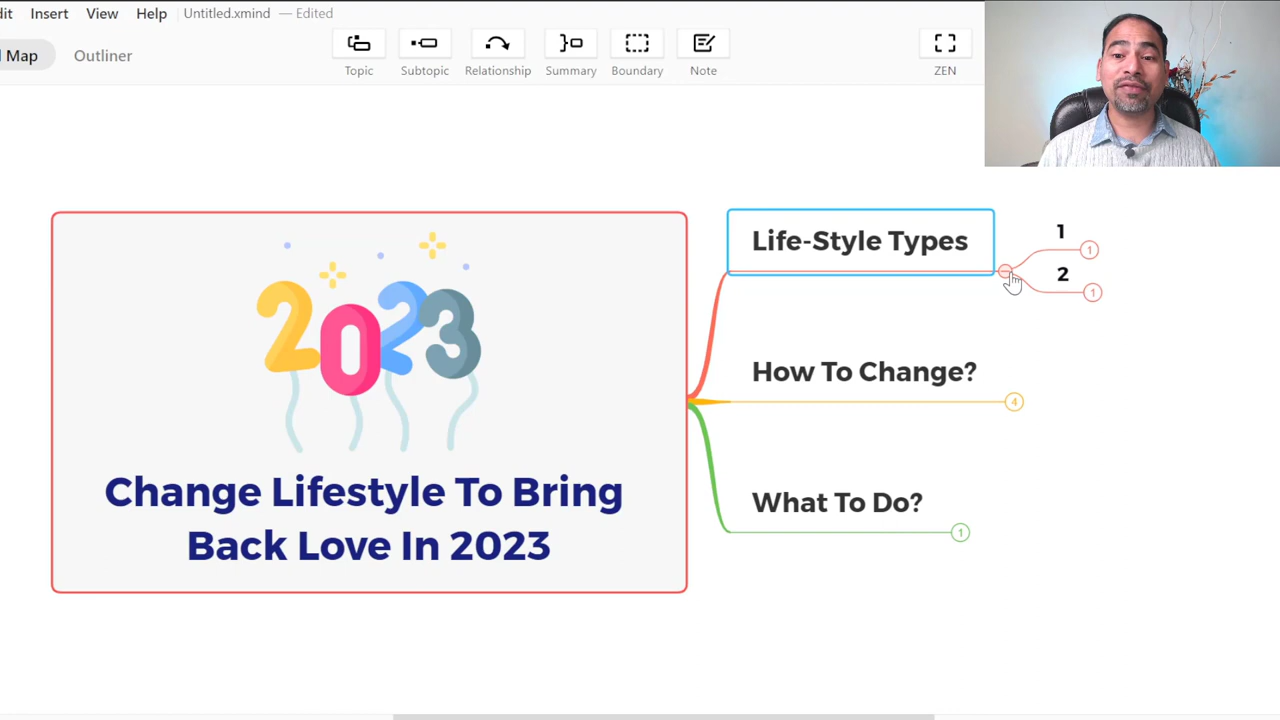 Insert View Help Untitled.xmind — Edited
Map
Outliner
Topic
Subtopic
Relationship
Summary
Boundary
Note
ZEN
2023
Change Lifestyle To Bring
Back Love In 2023
Life-Style Types
1
1
2
1
How To Change?
4
What To Do?
1